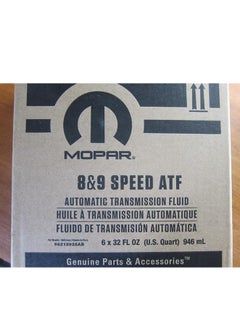 MOPAR
8&9 SPEED ATF
AUTOMATIC TRANSMISSION FLUID
HUILE À TRANSMISSION AUTOMATIQUE
FLUIDO DE TRANSMISIÓN AUTOMÁTICA
6 x 32 FL OZ (U.S. Quart) 946 mL
Genuine Parts & Accessories™